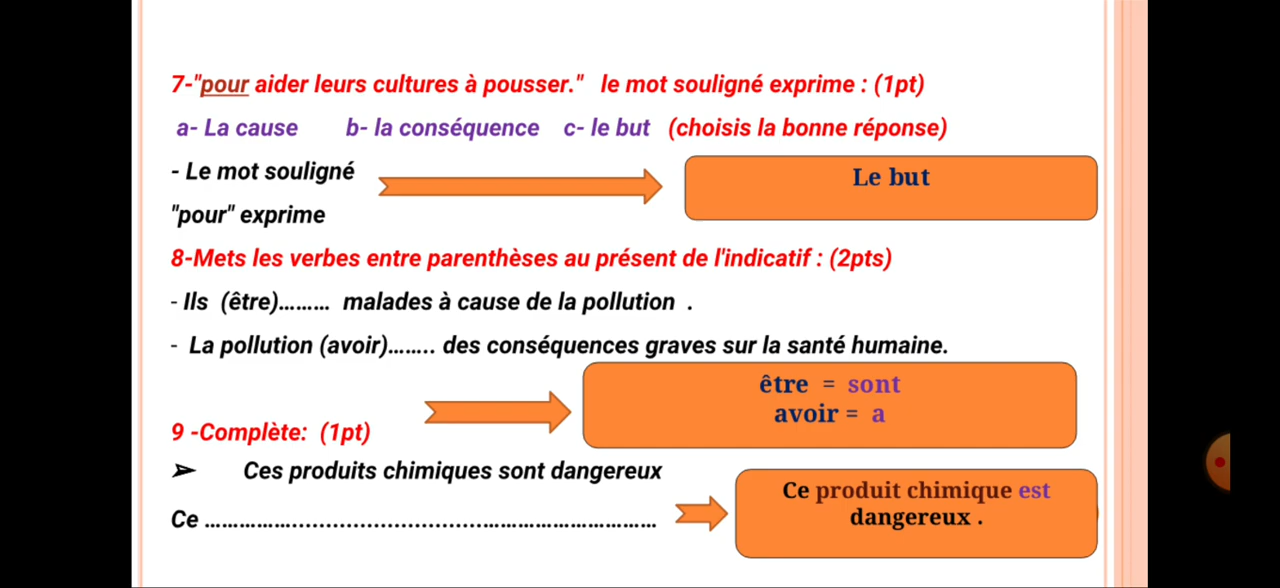 7-"pour aider leurs cultures à pousser." le mot souligné exprime : (1pt)
a- La cause b- la conséquence c- le but (choisis la bonne réponse)
- Le mot souligné
"pour" exprime
Le but
8-Mets les verbes entre parenthèses au présent de l'indicatif : (2pts)
- Ils (être)......... malades à cause de la pollution .
- La pollution (avoir)........ des conséquences graves sur la santé humaine.
être = sont
avoir = a
9 -Complète: (1pt)
➢ Ces produits chimiques sont dangereux
Ce ..................................................................
Ce produit chimique est
dangereux .